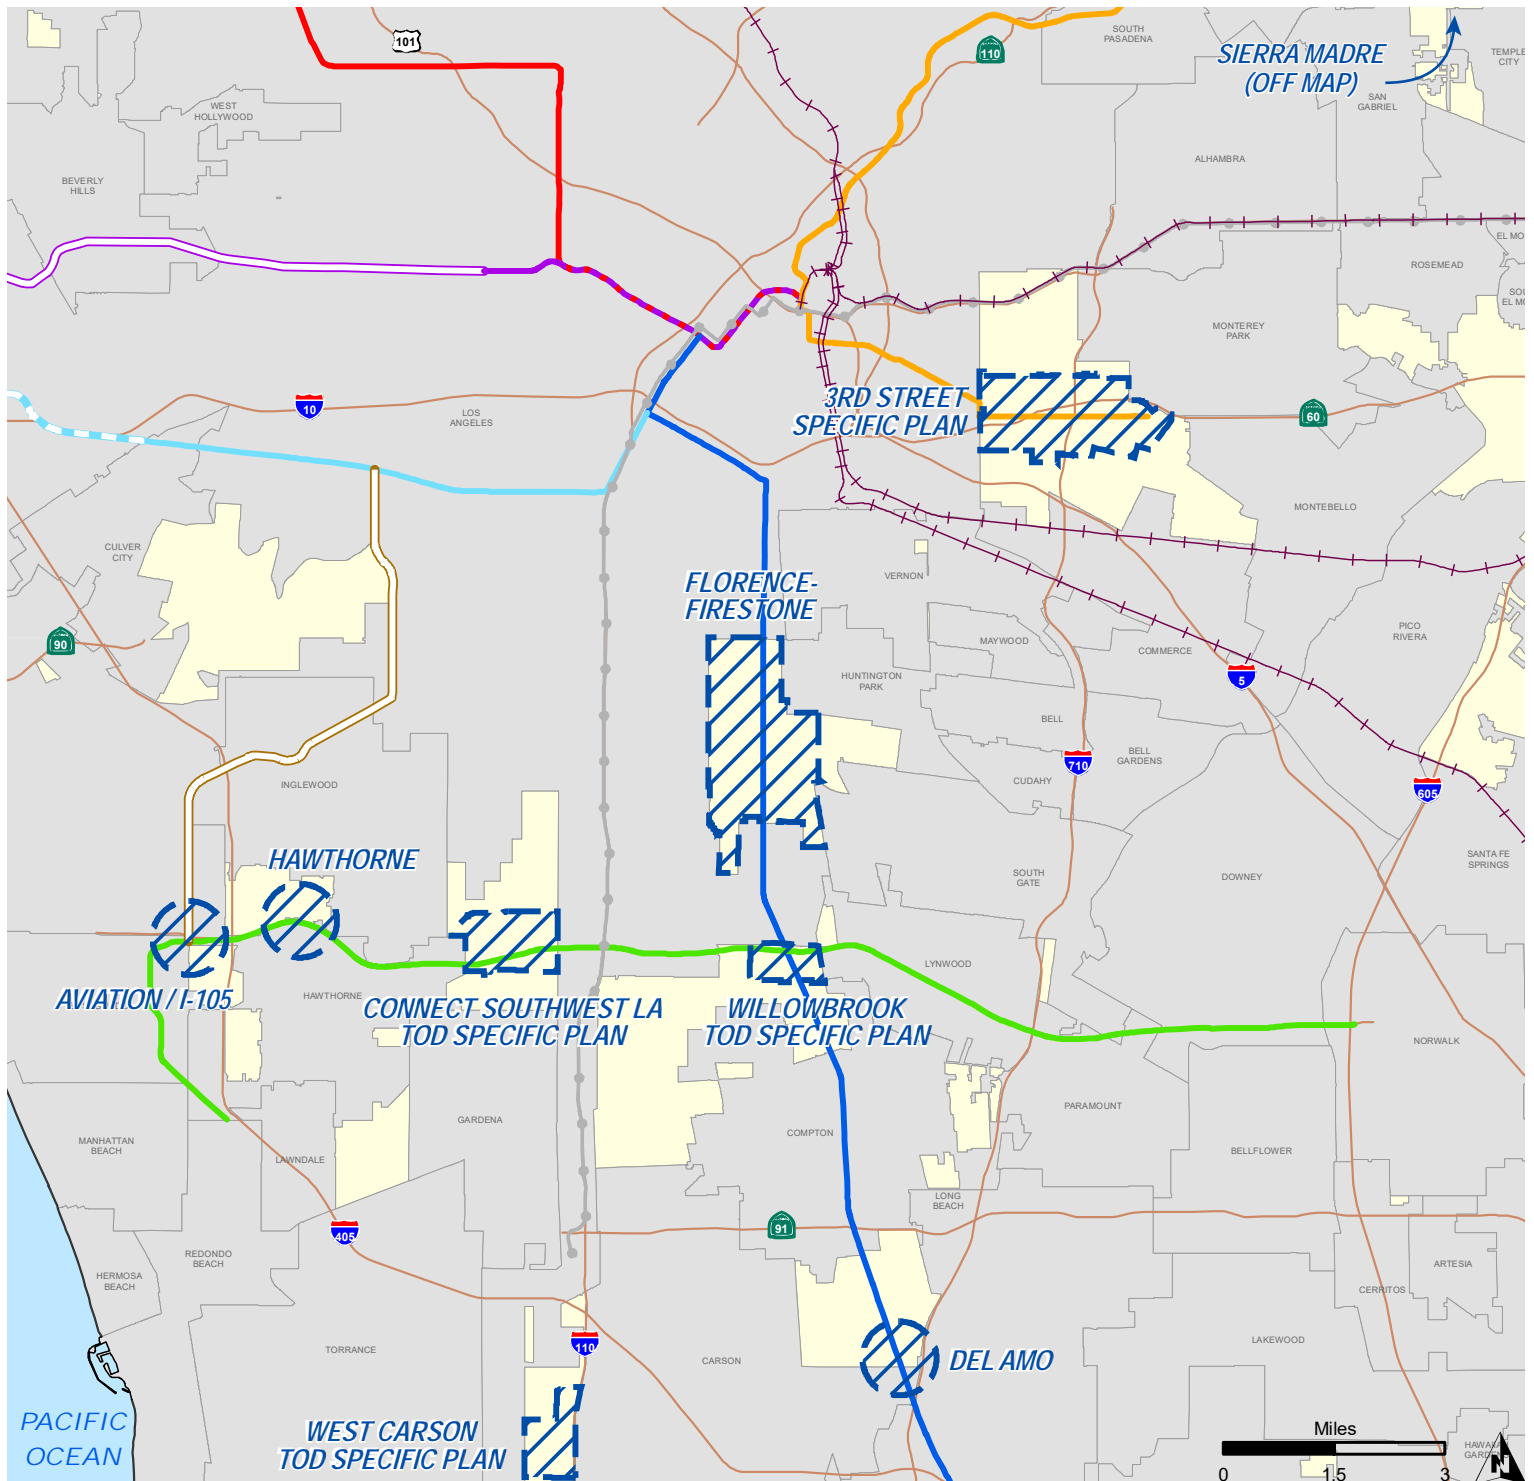 101
110
SOUTH
PASADENA
SIERRA MADRE
(OFF MAP)
TEMPLE
CITY
SAN
GABRIEL
WEST
HOLLYWOOD
BEVERLY
HILLS
ALHAMBRA
ROSEMEAD
EL MO
SOU
EL MO
MONTEREY
PARK
10
LOS
ANGELES
3RD STREET
SPECIFIC PLAN
60
MONTEBELLO
CULVER
CITY
90
FLORENCE-
FIRESTONE
VERNON
MAYWOOD
COMMERCE
PICO
RIVERA
HUNTINGTON
PARK
5
BELL
BELL
GARDENS
710
CUDAHY
605
INGLEWOOD
HAWTHORNE
SOUTH
GATE
DOWNEY
SANTA FE
SPRINGS
AVIATION / I-105
HAWTHORNE
CONNECT SOUTHWEST LA
TOD SPECIFIC PLAN
WILLOWBROOK
TOD SPECIFIC PLAN
LYNWOOD
NORWALK
MANHATTAN
BEACH
LAWNDALE
GARDENA
COMPTON
PARAMOUNT
BELLFLOWER
LONG
BEACH
91
405
REDONDO
BEACH
HERMOSA
BEACH
ARTESIA
CERRITOS
TORRANCE
110
CARSON
DEL AMO
LAKEWOOD
PACIFIC
OCEAN
WEST CARSON
TOD SPECIFIC PLAN
Miles
0 1.5 3
N